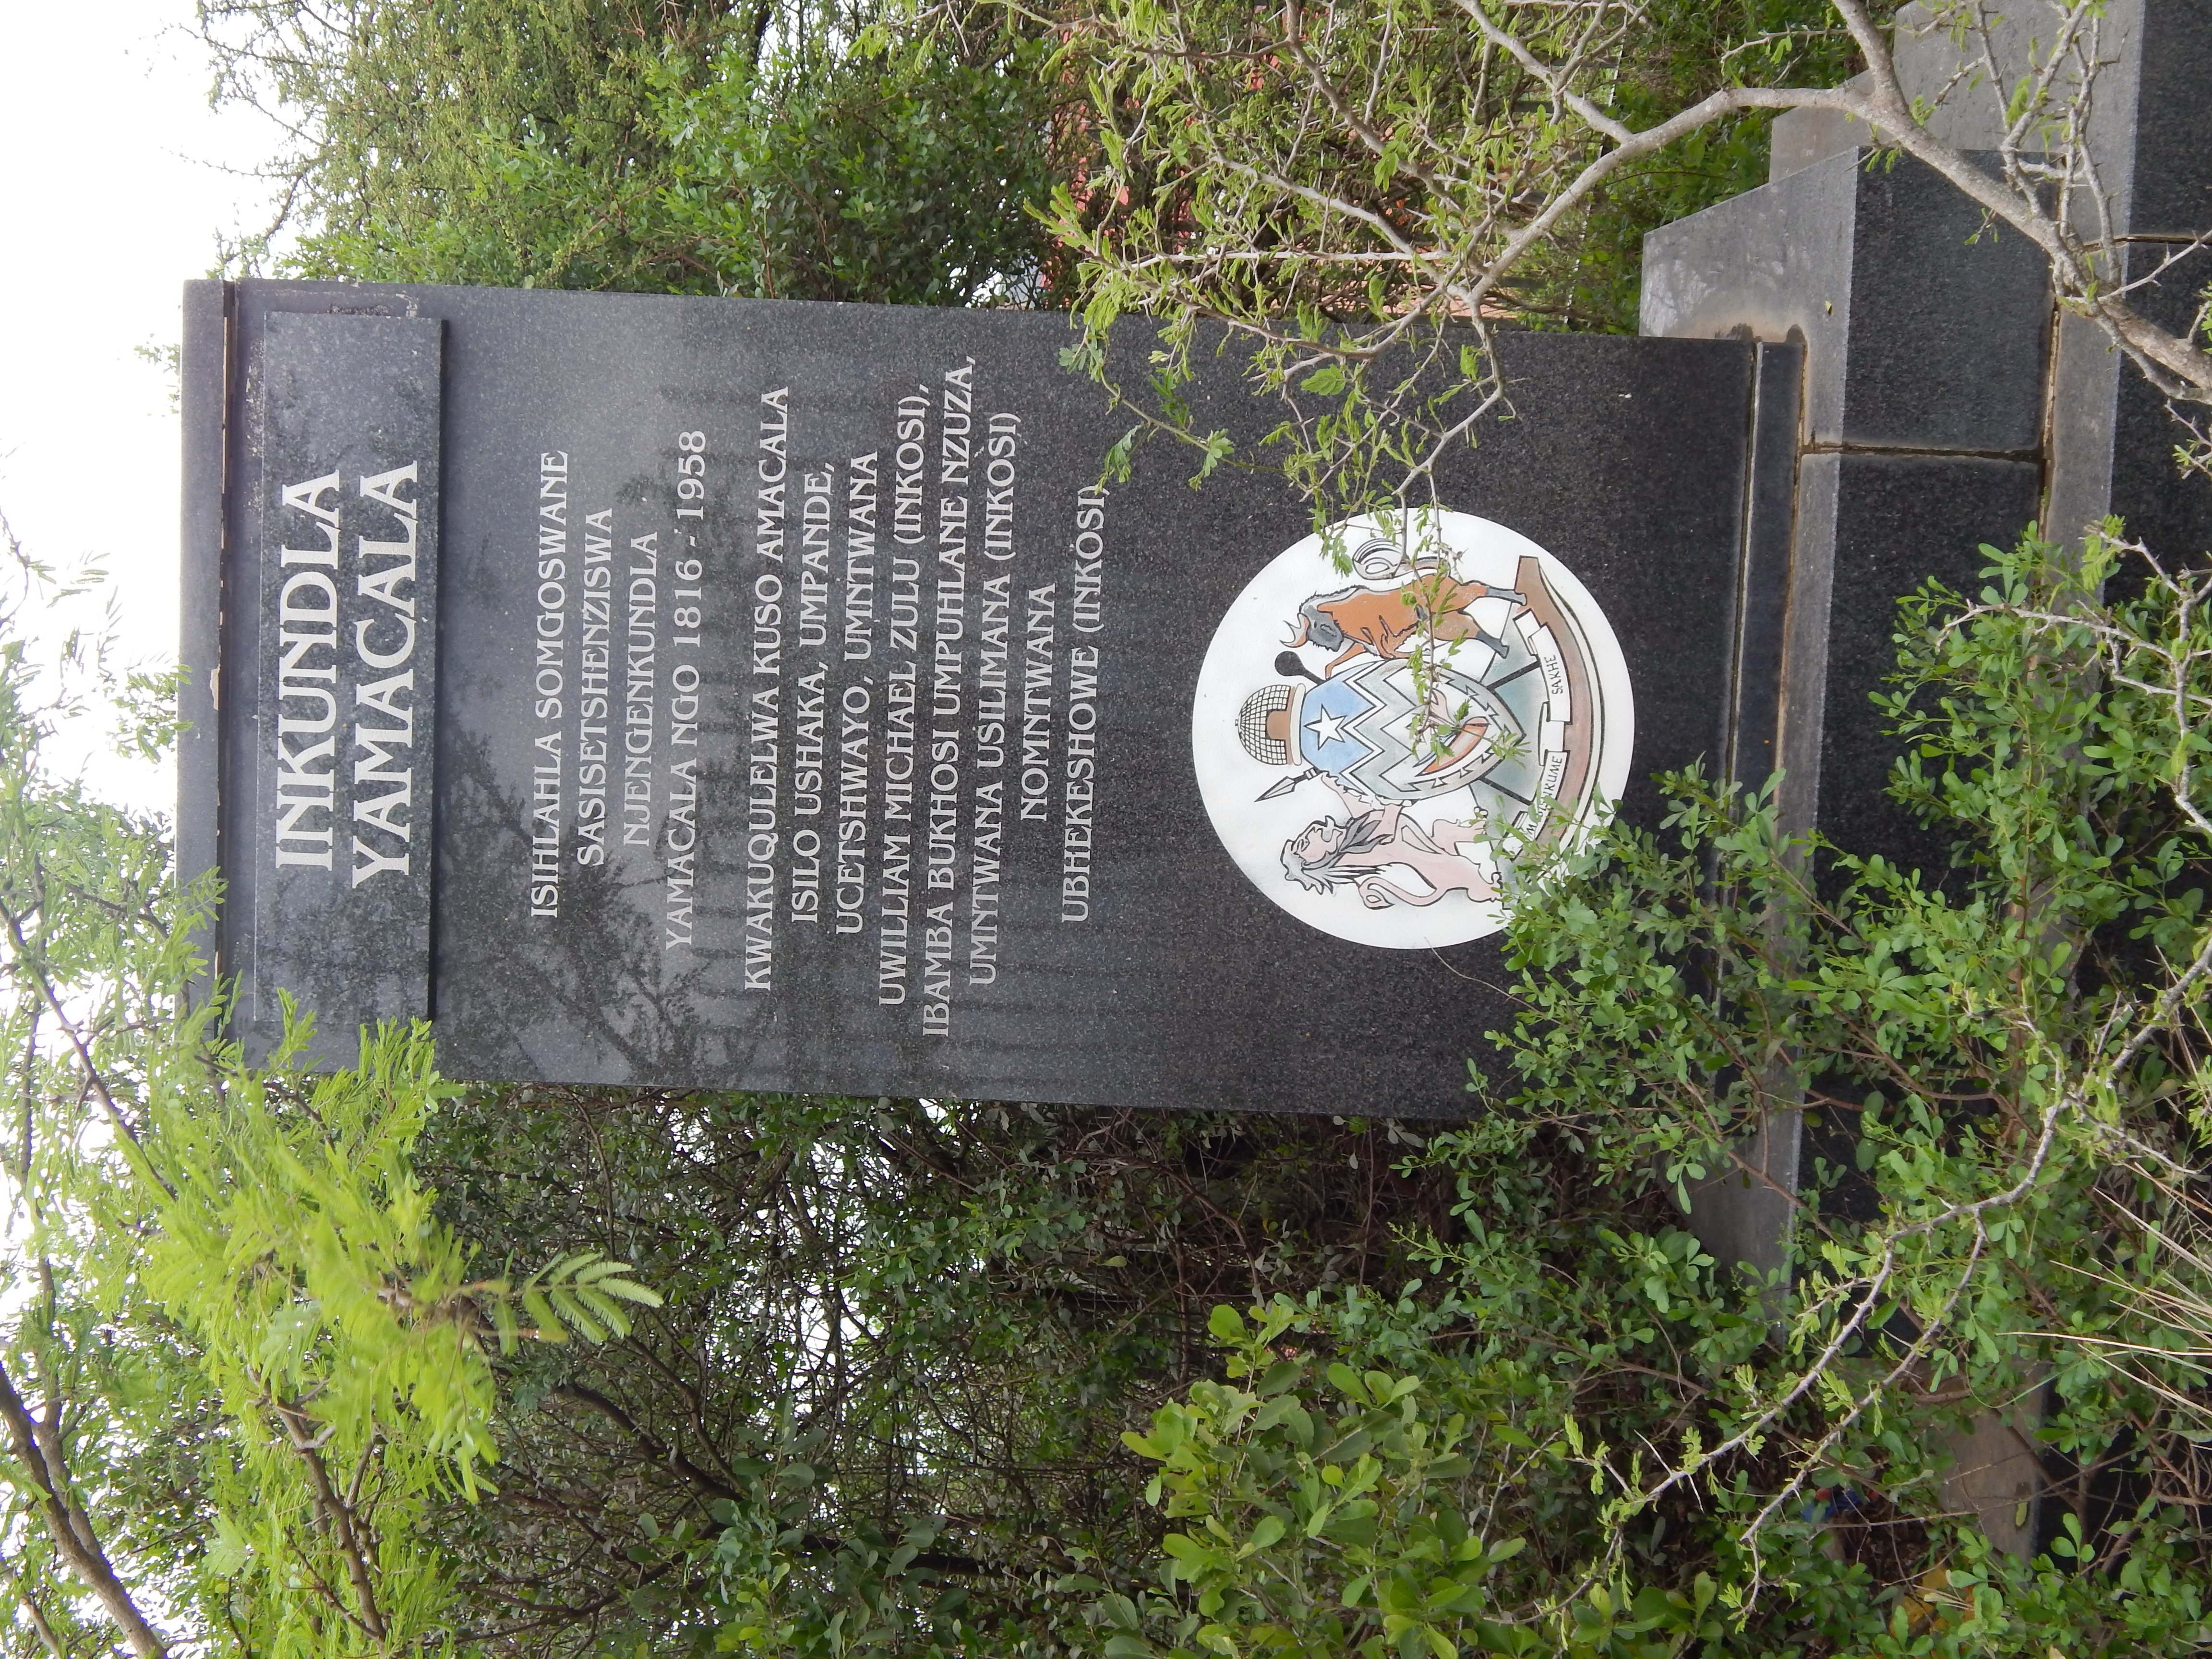 INKUNDLA
YAMACALA
ISIHLAHLA SOMGOSWANE
SASISETSHENZISWA
NJENGENKUNDLA
YAMACALA NGO 1816 - 1958
KWAKUQULELWA KUSO AMACALA
ISILO USHAKA, UMPANDE,
UCETSHWAYO, UMNTWANA
UWILLIAM MICHAEL ZULU (INKOSI),
IBAMBA BUKHOSI UMPUHLANE NZUZA,
UMNTWANA USILIMANA (INKOSI)
NOMNTWANA
UBHEKESHOWE (INKOSI)
SAKHE